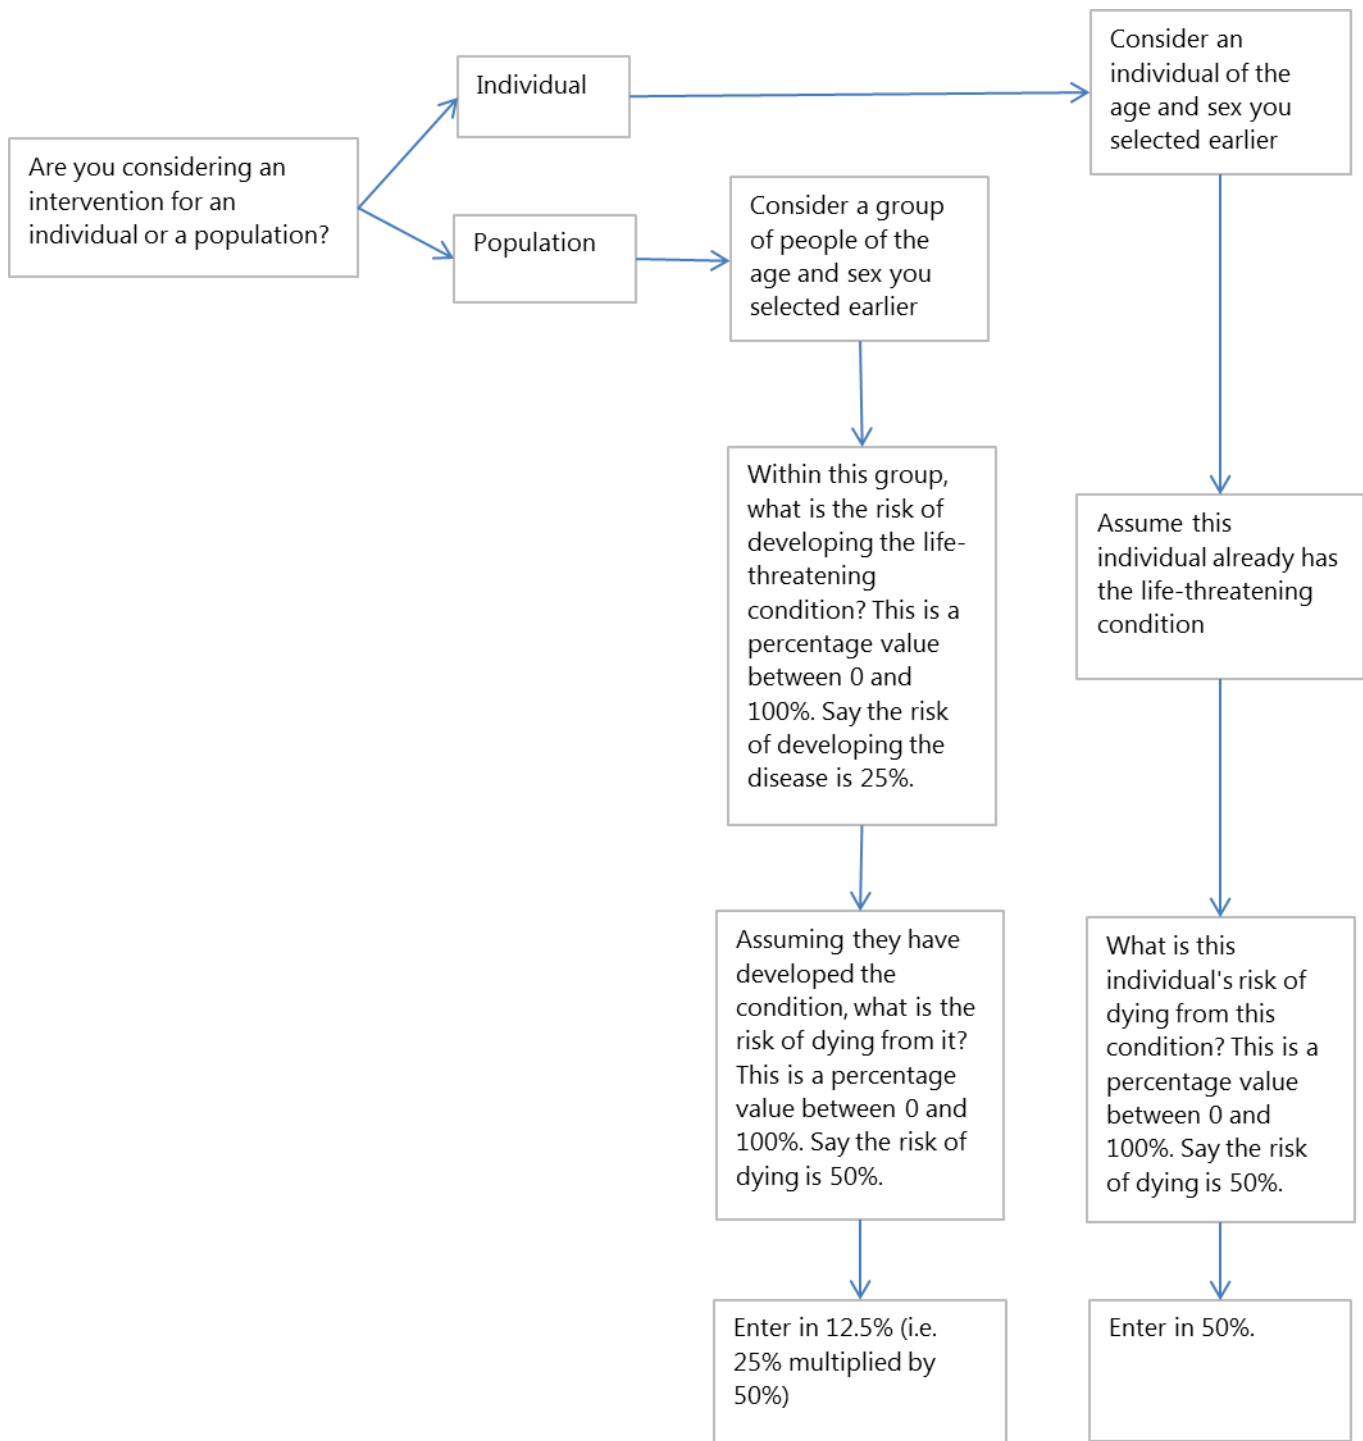 Are you considering an
intervention for an
individual or a population?
Individual
Consider an
individual of the
age and sex you
selected earlier
Population
Consider a group
of people of the
age and sex you
selected earlier
Within this group,
what is the risk of
developing the life-
threatening
condition? This is a
percentage value
between 0 and
100%. Say the risk
of developing the
disease is 25%.
Assuming they have
developed the
condition, what is the
risk of dying from it?
This is a percentage
value between 0 and
100%. Say the risk of
dying is 50%.
Enter in 12.5% (i.e.
25% multiplied by
50%)
Assume this
individual already has
the life-threatening
condition
What is this
individual's risk of
dying from this
condition? This is a
percentage value
between 0 and
100%. Say the risk
of dying is 50%.
Enter in 50%.